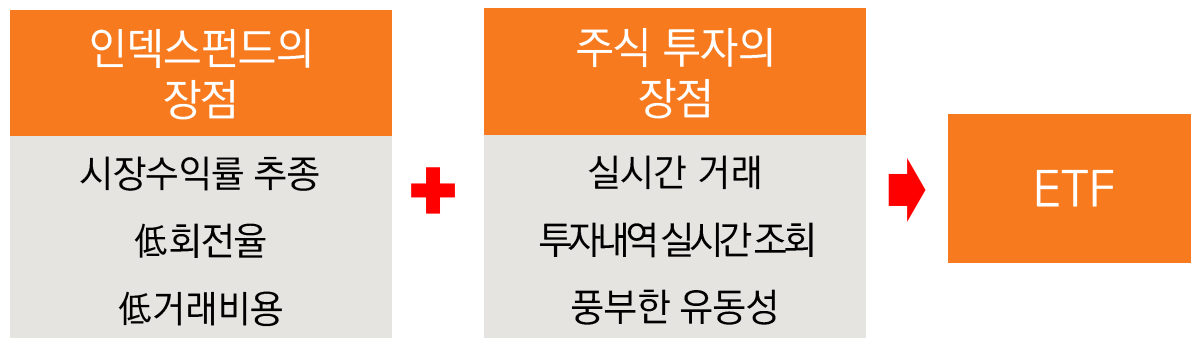 인덱스펀드의
장점
시장수익률 추종
低회전율
低거래비용
주식 투자의
장점
실시간 거래
투자내역 실시간 조회
풍부한 유동성
ETF